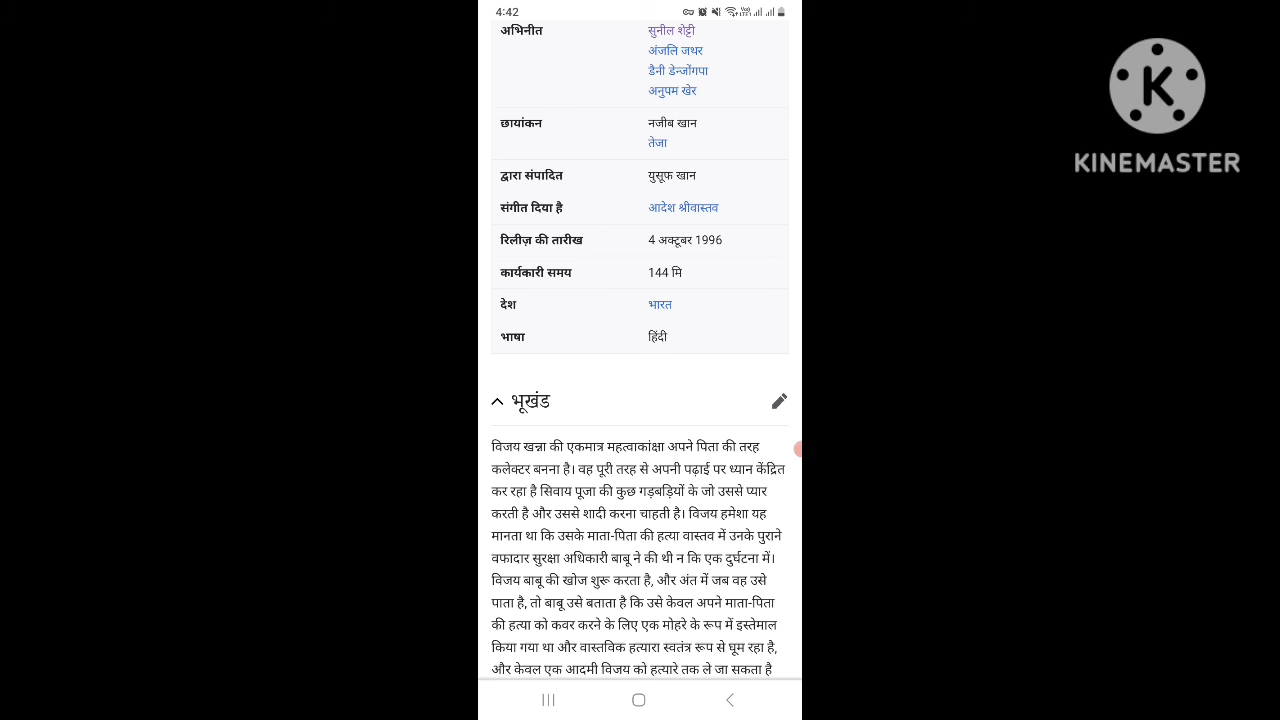 4:42
अभिनीत सुनील शेट्टी
अंजलि जथर
डैनी डेन्जोंगपा
अनुपम खेर
छायांकन नजीब खान
तेजा
द्वारा संपादित युसूफ खान
संगीत दिया है आदेश श्रीवास्तव
रिलीज़ की तारीख 4 अक्टूबर 1996
कार्यकारी समय 144 मि
देश भारत
भाषा हिंदी
भूखंड
विजय खन्ना की एकमात्र महत्वाकांक्षा अपने पिता की तरह
कलेक्टर बनना है। वह पूरी तरह से अपनी पढ़ाई पर ध्यान केंद्रित
कर रहा है सिवाय पूजा की कुछ गड़बड़ियों के जो उससे प्यार
करती है और उससे शादी करना चाहती है। विजय हमेशा यह
मानता था कि उसके माता-पिता की हत्या वास्तव में उनके पुराने
वफादार सुरक्षा अधिकारी बाबू ने की थी न कि एक दुर्घटना में।
विजय बाबू की खोज शुरू करता है, और अंत में जब वह उसे
पाता है, तो बाबू उसे बताता है कि उसे केवल अपने माता-पिता
की हत्या को कवर करने के लिए एक मोहरे के रूप में इस्तेमाल
किया गया था और वास्तविक हत्यारा स्वतंत्र रूप से घूम रहा है,
और केवल एक आदमी विजय को हत्यारे तक ले जा सकता है
K
KINEMASTER